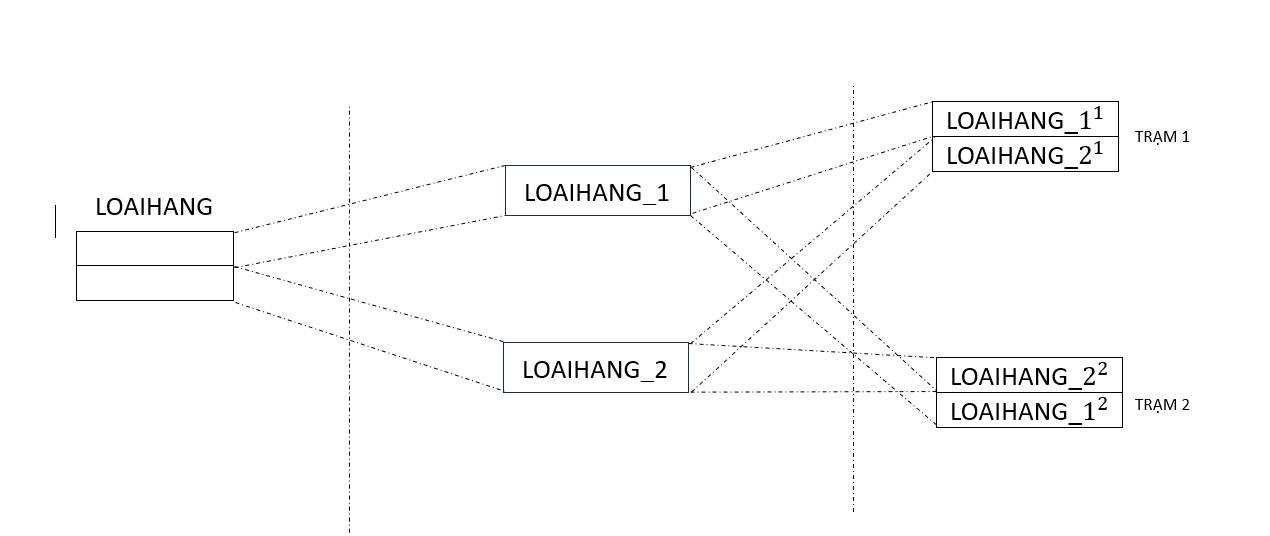 LOAIHANG
LOAIHANG_1
LOAIHANG_2
LOAIHANG_1¹
LOAIHANG_2¹
TRẠM 1
LOAIHANG_2²
LOAIHANG_1²
TRẠM 2